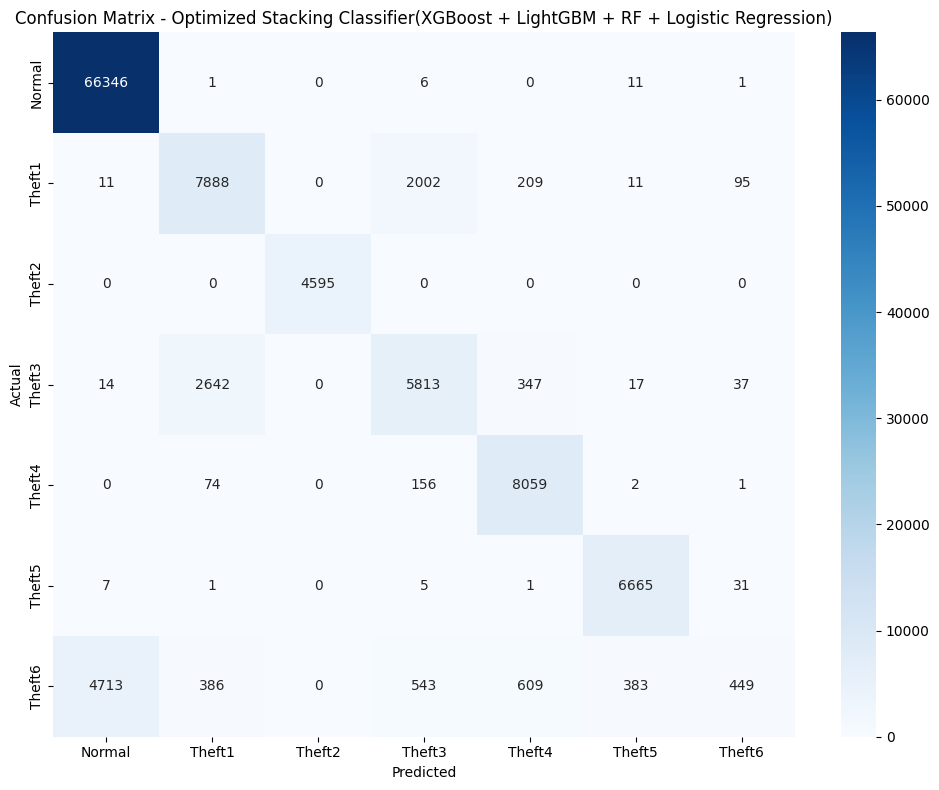 Confusion Matrix - Optimized Stacking Classifier(XGBoost + LightGBM + RF + Logistic Regression)
Normal 66346 1 0 6 0 11 1
Theft1 11 7888 0 2002 209 11 95
Theft2 0 0 4595 0 0 0 0
Theft3 14 2642 0 5813 347 17 37
Theft4 0 74 0 156 8059 2 1
Theft5 7 1 0 5 1 6665 31
Theft6 4713 386 0 543 609 383 449
Actual
Normal Theft1 Theft2 Theft3 Theft4 Theft5 Theft6
Predicted
60000
50000
40000
30000
20000
10000
0